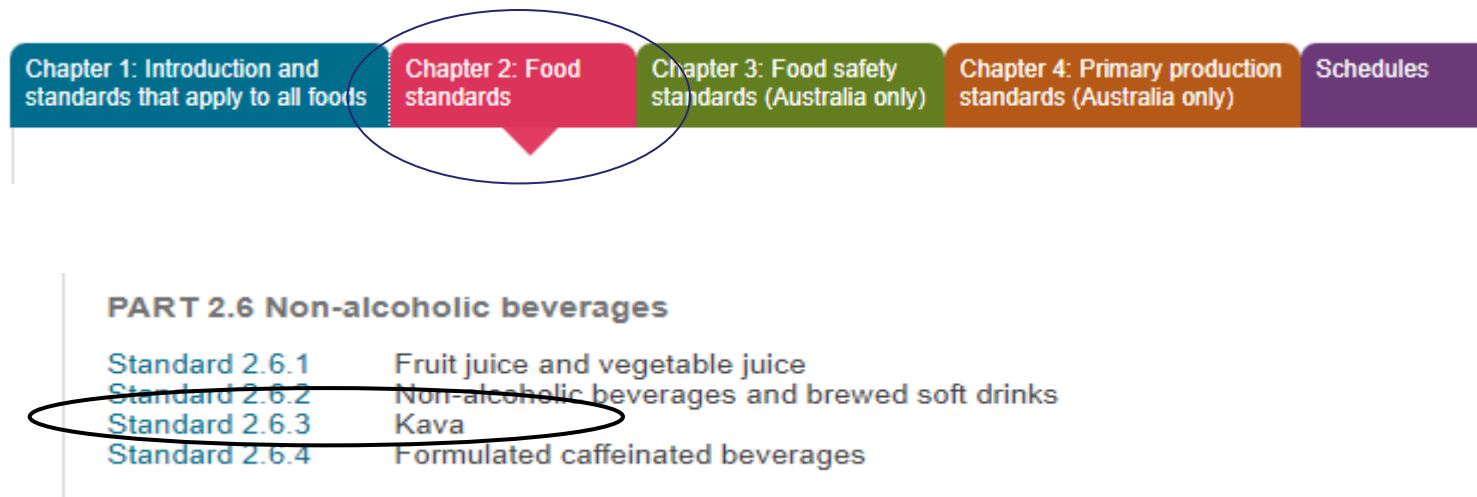 Chapter 1: Introduction and
standards that apply to all foods
Chapter 2: Food
standards
Chapter 3: Food safety
standards (Australia only)
Chapter 4: Primary production
standards (Australia only)
Schedules
PART 2.6 Non-alcoholic beverages
Standard 2.6.1 Fruit juice and vegetable juice
Standard 2.6.2 Non-alcoholic beverages and brewed soft drinks
Standard 2.6.3 Kava
Standard 2.6.4 Formulated caffeinated beverages